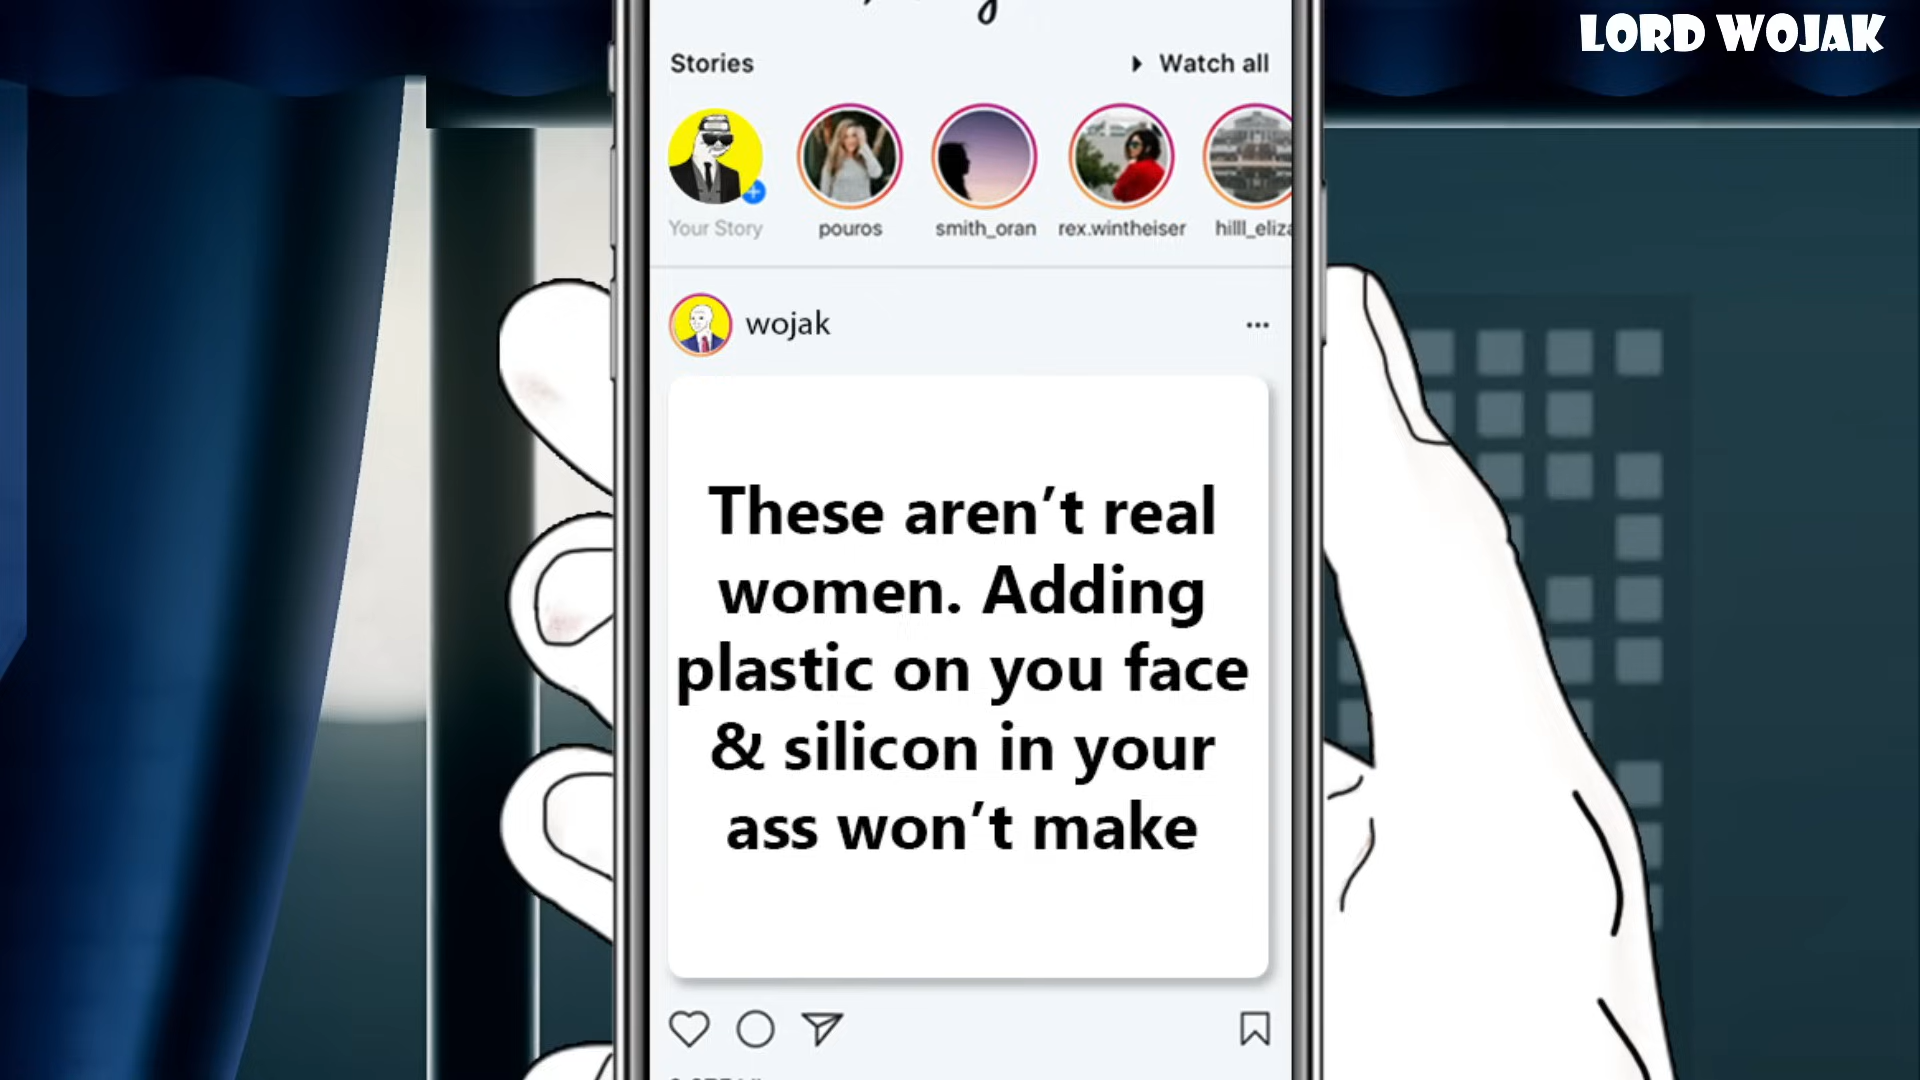 LORD WOJAK
Stories
Watch all
Your Story
pouros
smith_oran
rex.wintheiser
hilll_eliza
wojak
These aren’t real
women. Adding
plastic on you face
& silicon in your
ass won’t make